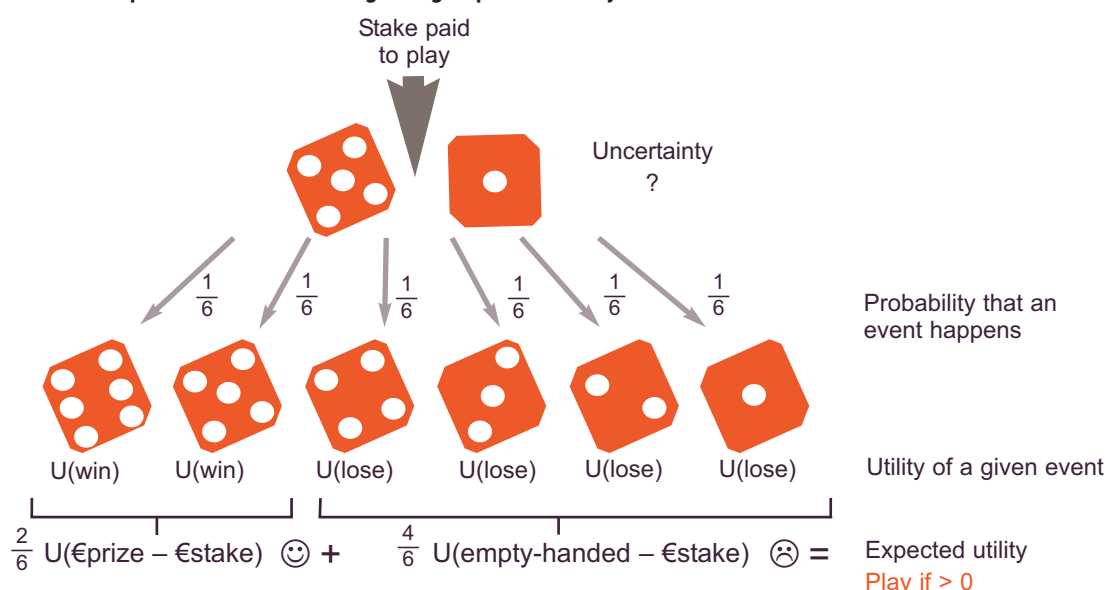 Stake paid
to play
Uncertainty
?
1/6 1/6 1/6 1/6 1/6 1/6
Probability that an
event happens
U(win) U(win) U(lose) U(lose) U(lose) U(lose)
Utility of a given event
2/6 U(€prize – €stake) ☺ + 4/6 U(empty-handed – €stake) ☹ =
Expected utility
Play if > 0